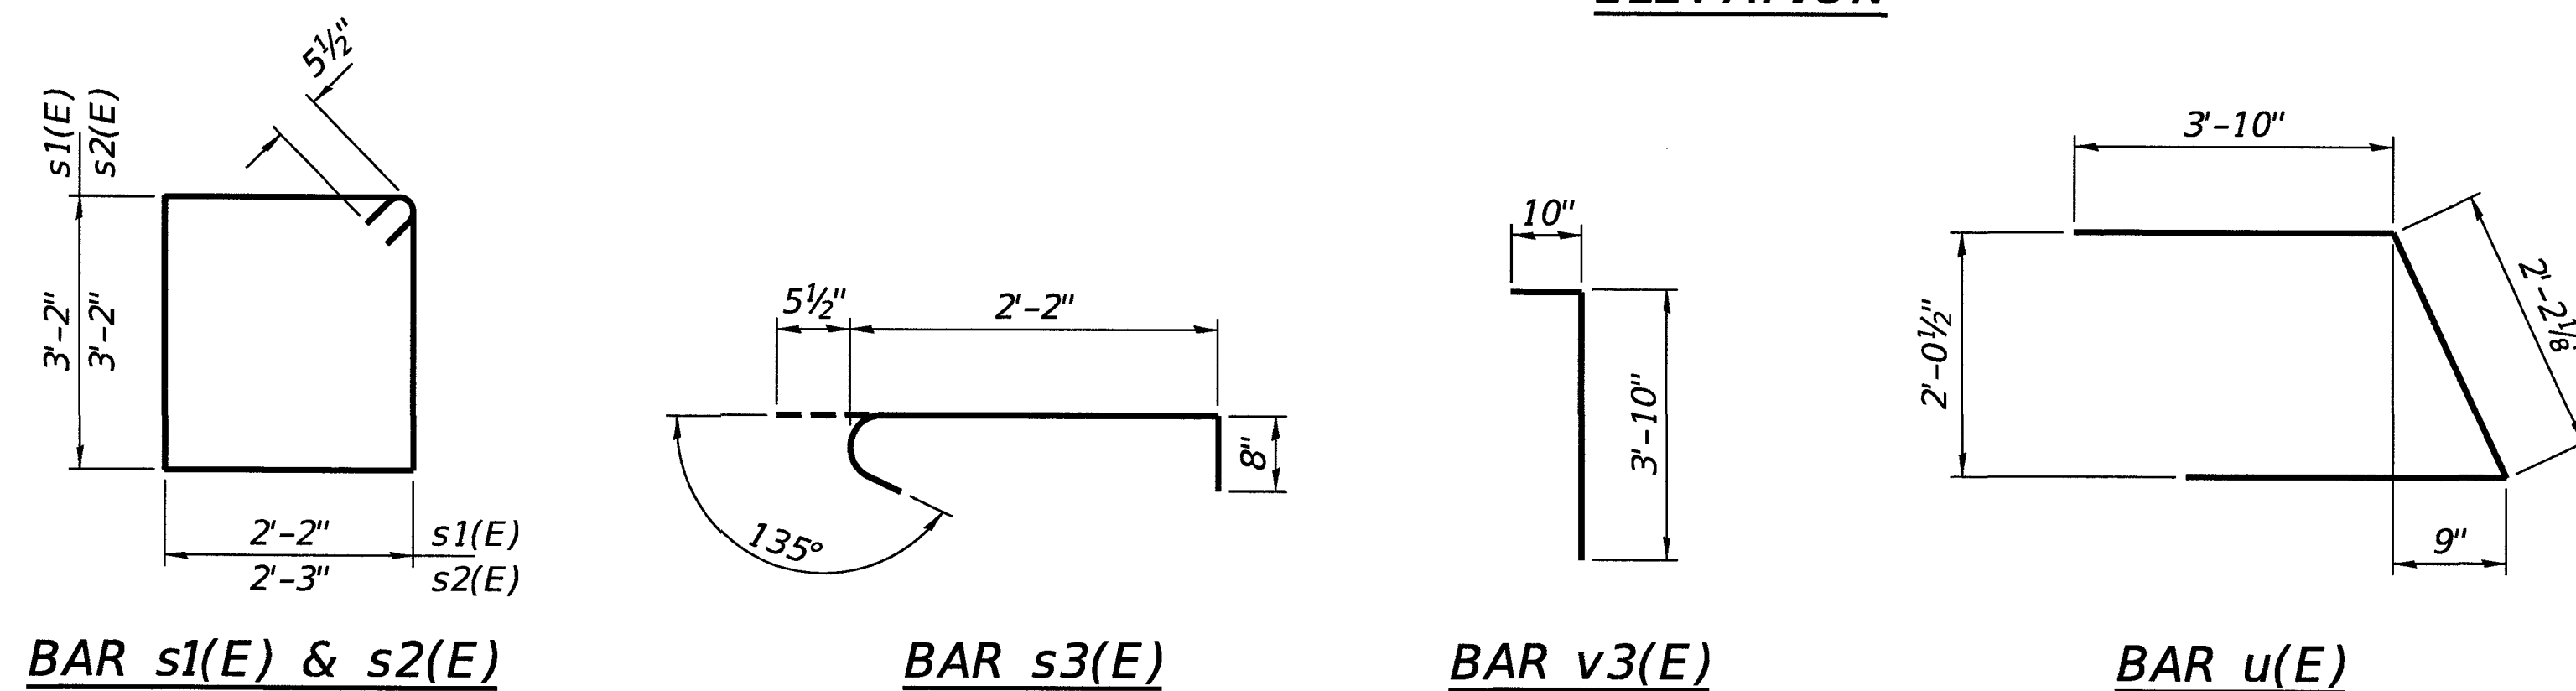 5½"
s1(E)
s2(E)
3'-2"
3'-2"
2'-2" s1(E)
2'-3" s2(E)
BAR s1(E) & s2(E)
5½"
2'-2"
8"
135°
BAR s3(E)
10"
3'-10"
BAR v3(E)
3'-10"
2'-0½"
2'-2⅛
9"
BAR u(E)